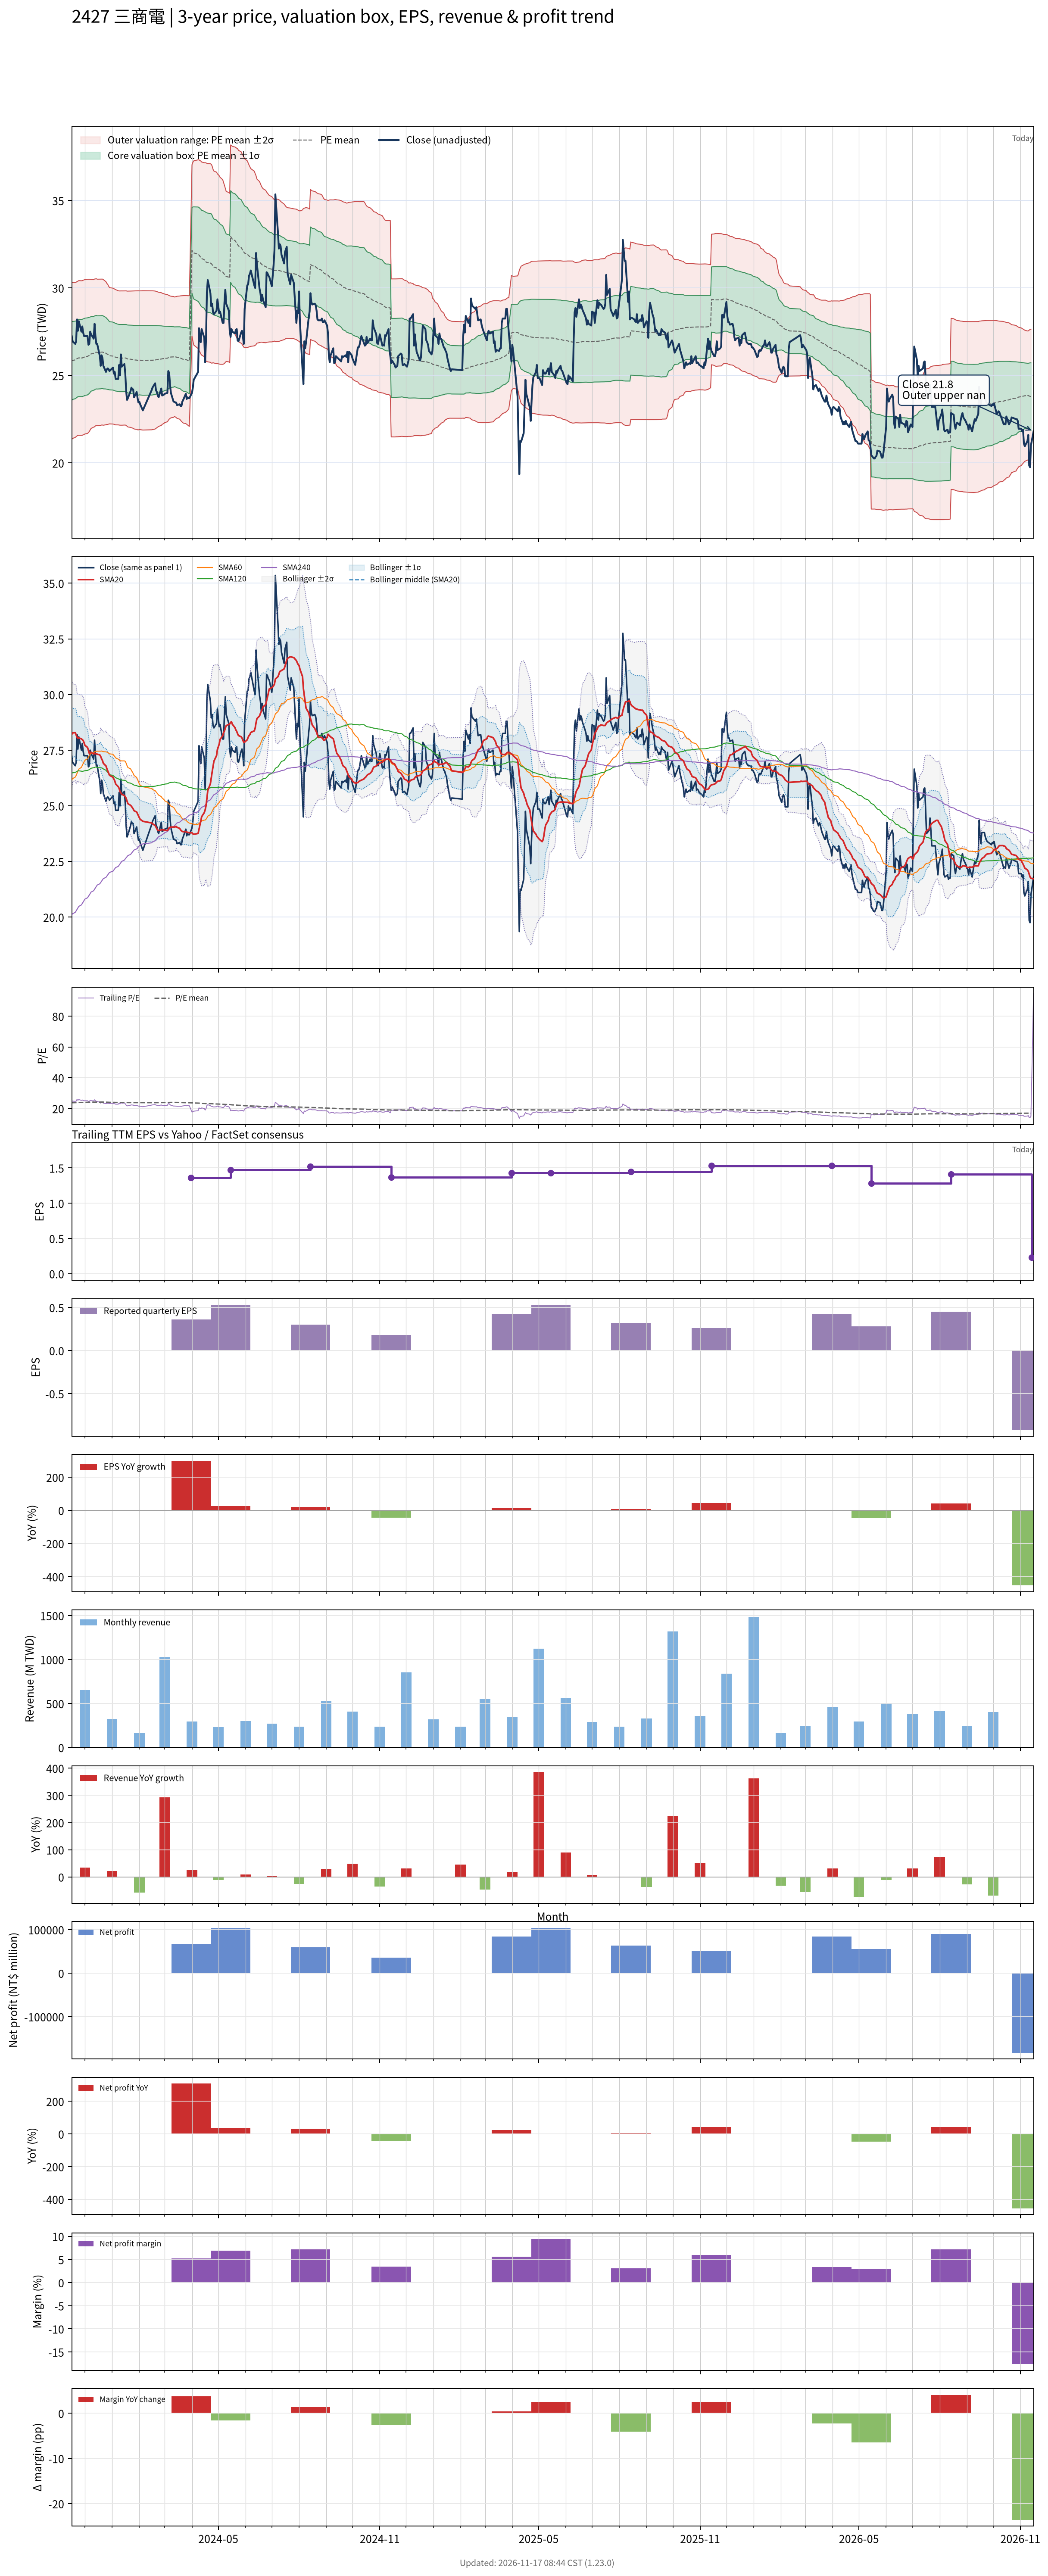 2427 三商電 | 3-year price, valuation box, EPS, revenue & profit trend
Outer valuation range: PE mean ±2σ
PE mean
Close (unadjusted)
Core valuation box: PE mean ±1σ
Today
Price (TWD)
35
30
25
20
Close 21.8
Outer upper nan
Close (same as panel 1)
SMA20
SMA60
SMA120
SMA240
Bollinger ±2σ
Bollinger ±1σ
Bollinger middle (SMA20)
Price
35.0
32.5
30.0
27.5
25.0
22.5
20.0
Trailing P/E
P/E mean
P/E
80
60
40
20
Trailing TTM EPS vs Yahoo / FactSet consensus
Today
EPS
1.5
1.0
0.5
0.0
Reported quarterly EPS
EPS
0.5
0.0
-0.5
EPS YoY growth
YoY (%)
200
0
-200
-400
Monthly revenue
Revenue (M TWD)
1500
1000
500
0
Revenue YoY growth
YoY (%)
400
300
200
100
0
Month
Net profit
Net profit (NT$ million)
100000
0
-100000
Net profit YoY
YoY (%)
200
0
-200
-400
Net profit margin
Margin (%)
10
5
0
-5
-10
-15
Margin YoY change
Δ margin (pp)
0
-10
-20
2024-05
2024-11
2025-05
2025-11
2026-05
2026-11
Updated: 2026-11-17 08:44 CST (1.23.0)